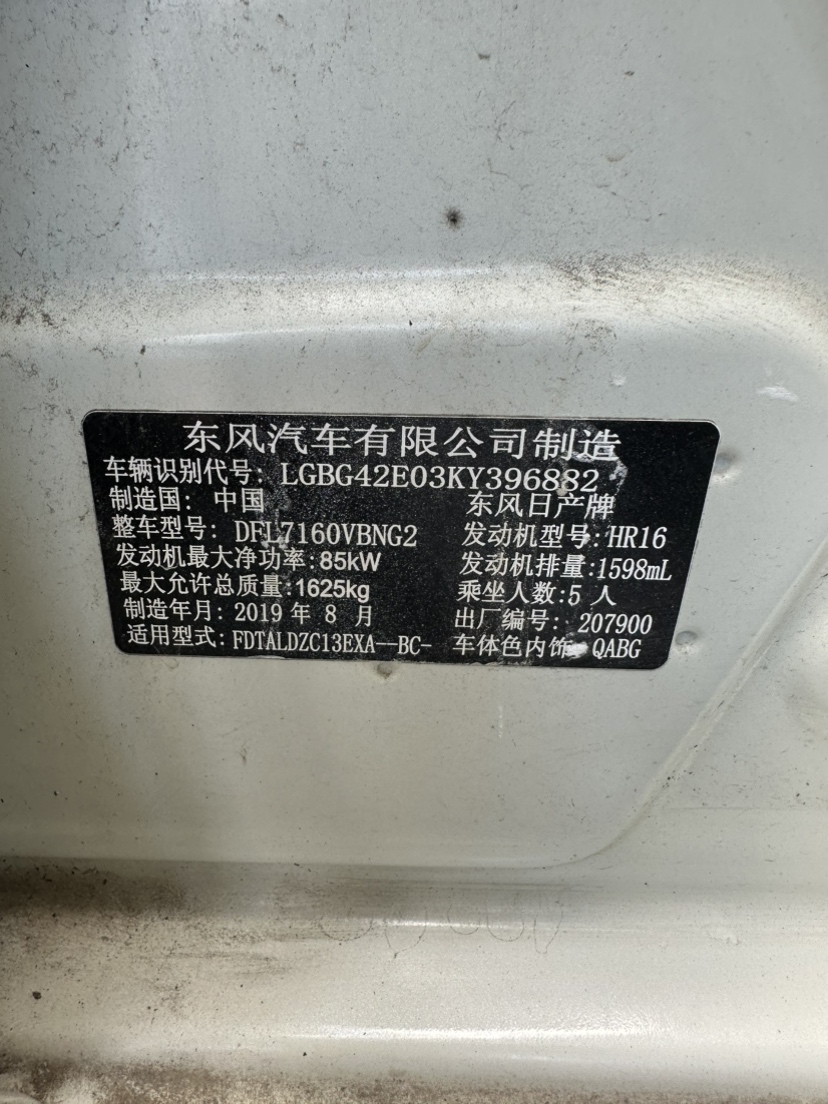 东风汽车有限公司制造
车辆识别代号: LGBG42E03KY396882
制造国: 中国 东风日产牌
整车型号: DFL7160VBNG2 发动机型号:HR16
发动机最大净功率:85kW 发动机排量:1598mL
最大允许总质量:1625kg 乘坐人数:5 人
制造年月: 2019 年 8 月 出厂编号: 207900
适用型式:FDTALDZC13EXA--BC- 车体色内饰: QABG